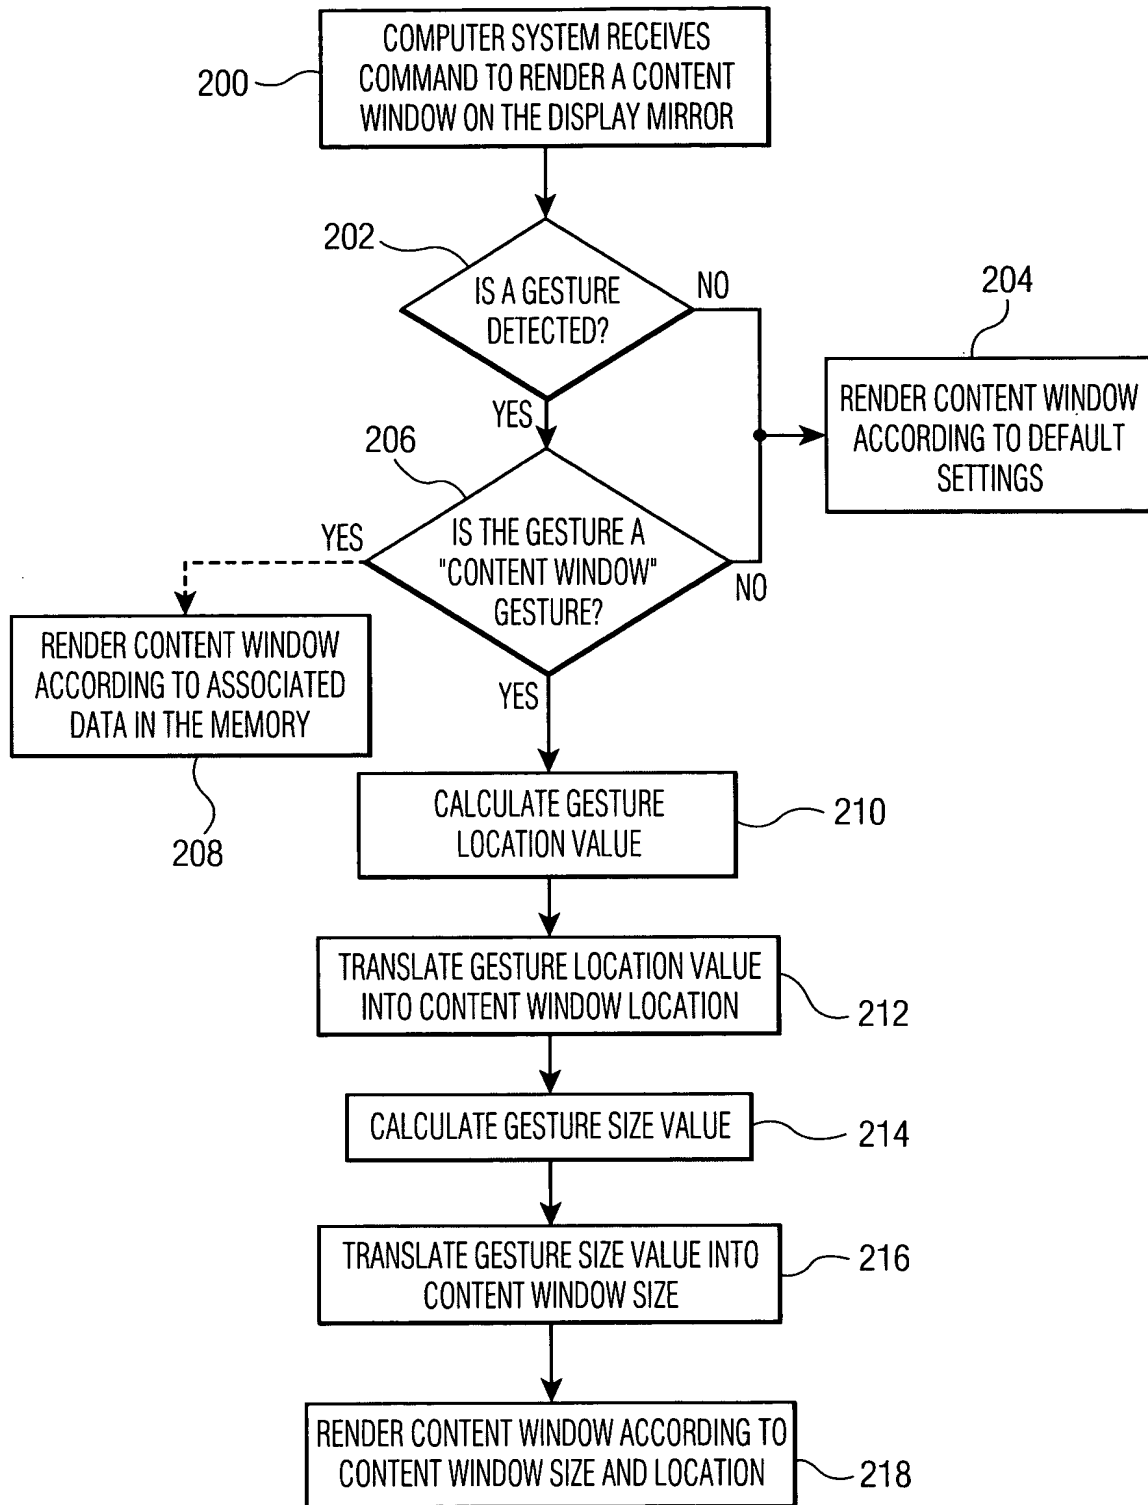 COMPUTER SYSTEM RECEIVES
COMMAND TO RENDER A CONTENT
WINDOW ON THE DISPLAY MIRROR
200
202
IS A GESTURE
DETECTED?
NO
YES
204
RENDER CONTENT WINDOW
ACCORDING TO DEFAULT
SETTINGS
206
IS THE GESTURE A
"CONTENT WINDOW"
GESTURE?
YES
NO
YES
RENDER CONTENT WINDOW
ACCORDING TO ASSOCIATED
DATA IN THE MEMORY
208
CALCULATE GESTURE
LOCATION VALUE
210
TRANSLATE GESTURE LOCATION VALUE
INTO CONTENT WINDOW LOCATION
212
CALCULATE GESTURE SIZE VALUE
214
TRANSLATE GESTURE SIZE VALUE INTO
CONTENT WINDOW SIZE
216
RENDER CONTENT WINDOW ACCORDING TO
CONTENT WINDOW SIZE AND LOCATION
218